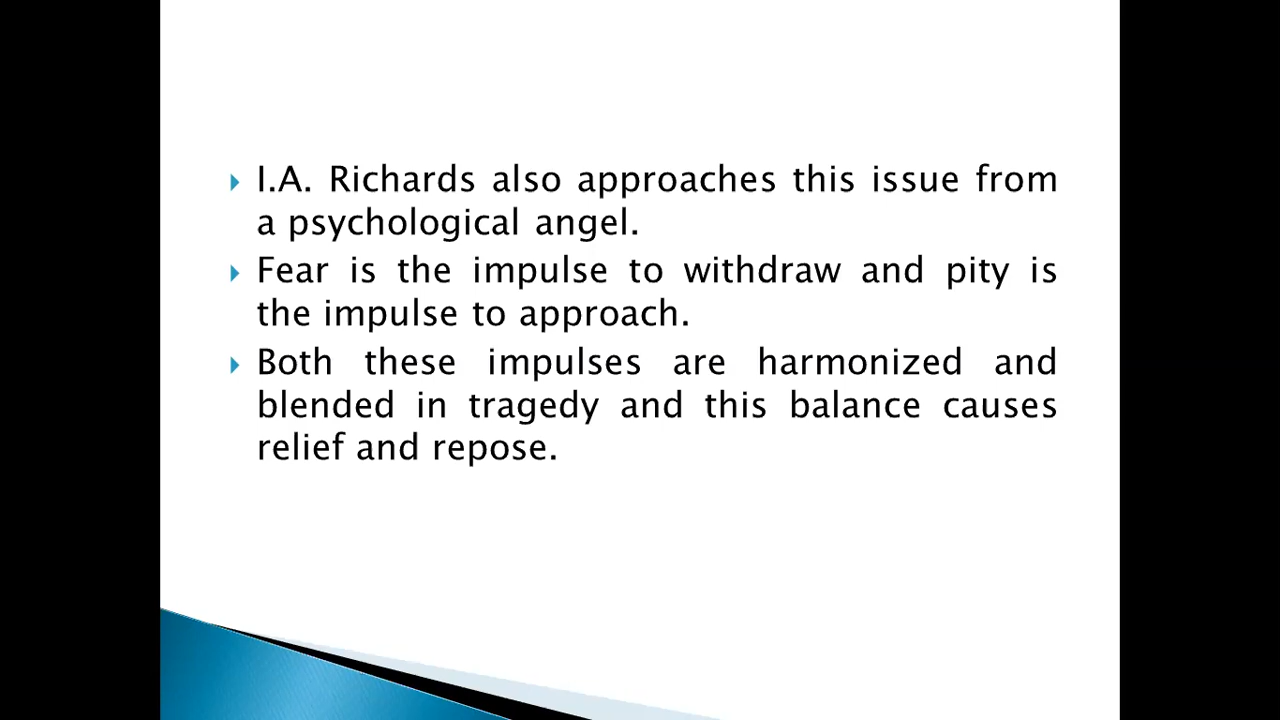 I.A. Richards also approaches this issue from
a psychological angel.
Fear is the impulse to withdraw and pity is
the impulse to approach.
Both these impulses are harmonized and
blended in tragedy and this balance causes
relief and repose.